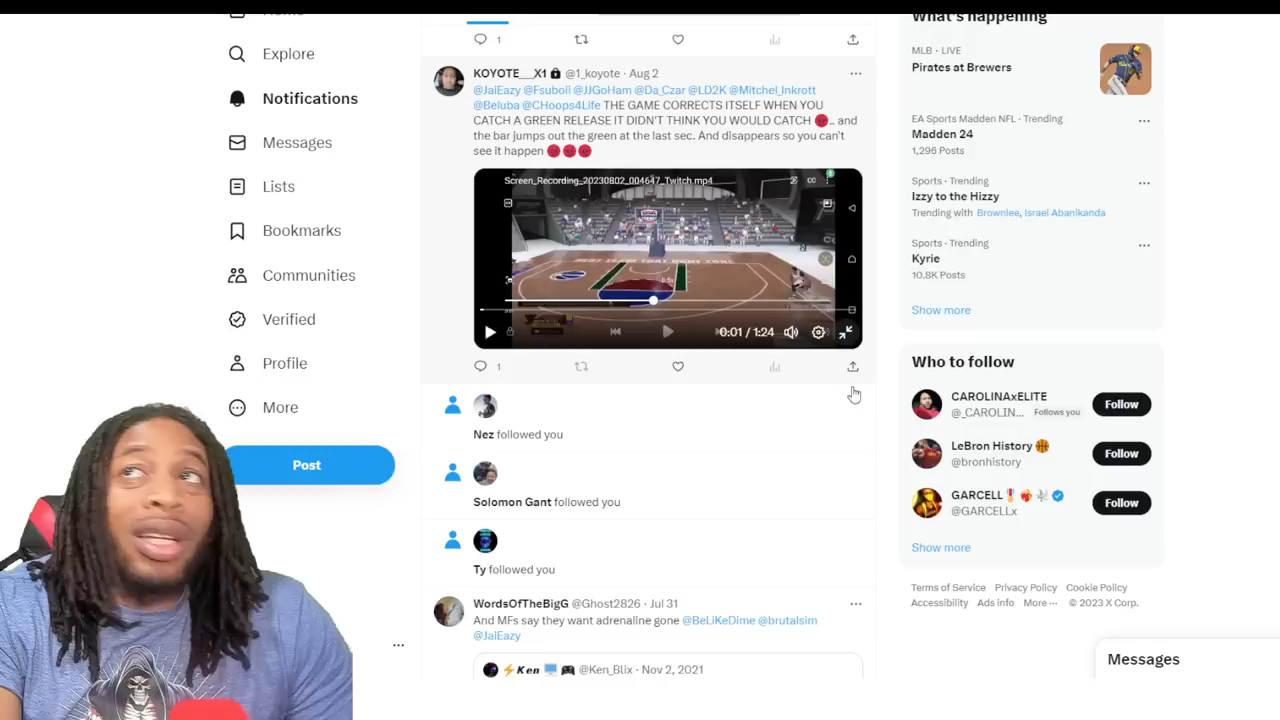 Explore
Notifications
Messages
Lists
Bookmarks
Communities
Verified
Profile
More
Post
1
KOYOTE___X1 @1_koyote · Aug 2
@JaiEazy @Fsuboii @JJGoHam @Da_Czar @LD2K @Mitchel_Inkrott
@Beluba @CHoops4Life THE GAME CORRECTS ITSELF WHEN YOU
CATCH A GREEN RELEASE IT DIDN'T THINK YOU WOULD CATCH .. and
the bar jumps out the green at the last sec. And disappears so you can't
see it happen
Screen_Recording_20230802_004647_Twitch.mp4
0:01 / 1:24
1
Nez followed you
Solomon Gant followed you
Ty followed you
WordsOfTheBigG @Ghost2826 · Jul 31
And MFs say they want adrenaline gone @BeLiKeDime @brutalsim
@JaiEazy
Ken @Ken_Blix · Nov 2, 2021
What's happening
MLB · LIVE
Pirates at Brewers
EA Sports Madden NFL · Trending
Madden 24
1,296 Posts
Sports · Trending
Izzy to the Hizzy
Trending with Brownlee, Israel Abanikanda
Sports · Trending
Kyrie
10.8K Posts
Show more
Who to follow
CAROLINAxELITE
@_CAROLIN... Follows you
Follow
LeBron History
@bronhistory
Follow
GARCELL
@GARCELLx
Follow
Show more
Terms of Service Privacy Policy Cookie Policy
Accessibility Ads info More ··· © 2023 X Corp.
Messages